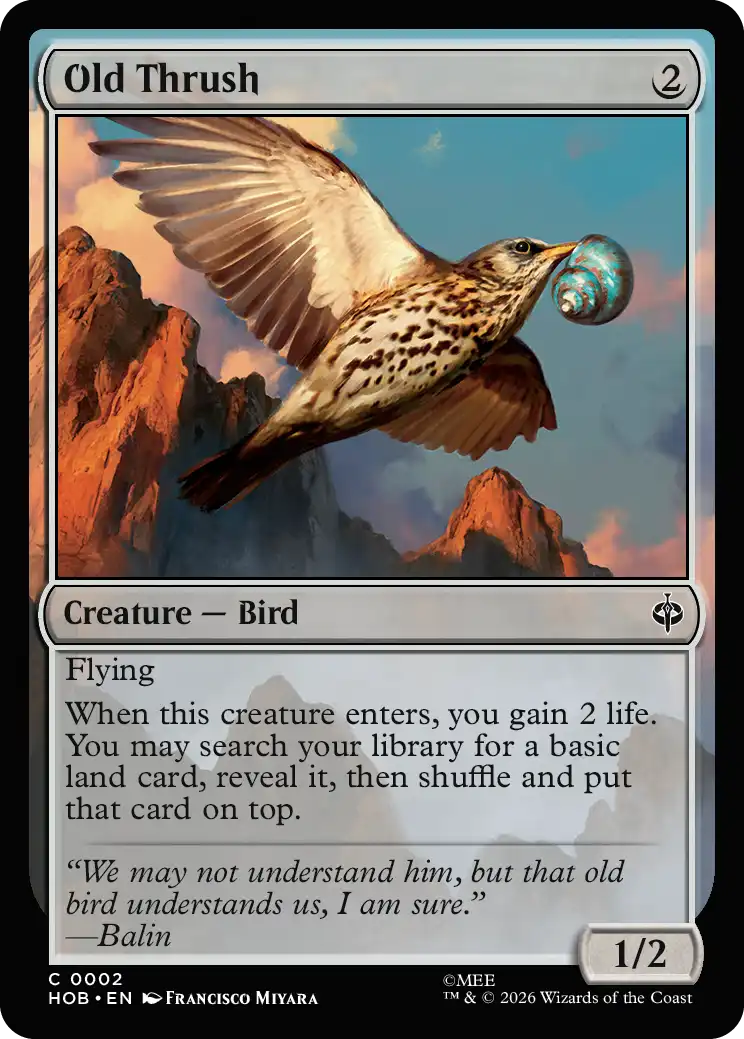 Old Thrush 2
Creature — Bird
Flying
When this creature enters, you gain 2 life.
You may search your library for a basic
land card, reveal it, then shuffle and put
that card on top.
“We may not understand him, but that old
bird understands us, I am sure.”
—Balin
1/2
C 0002
HOB • EN Francisco Miyara
©MEE
™ & © 2026 Wizards of the Coast